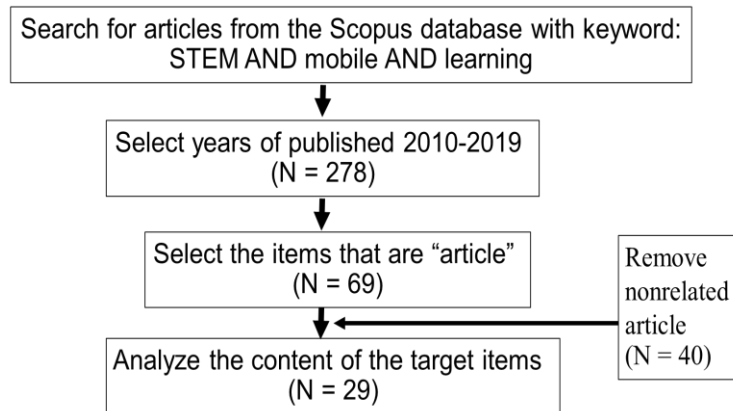 Search for articles from the Scopus database with keyword:
STEM AND mobile AND learning
Select years of published 2010-2019
(N = 278)
Select the items that are “article”
(N = 69)
Remove
nonrelated
article
(N = 40)
Analyze the content of the target items
(N = 29)